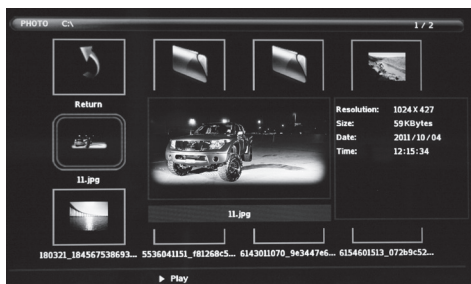 PHOTO C:\ 1 / 2
Return
Resolution: 1024 X 427
Size: 59 KBytes
Date: 2011/10/04
Time: 12:15:34
11.jpg
11.jpg
180321_184567538693... 5536041151_f81268c5... 6143011070_9e3447e6... 6154601513_072b9c52...
Play